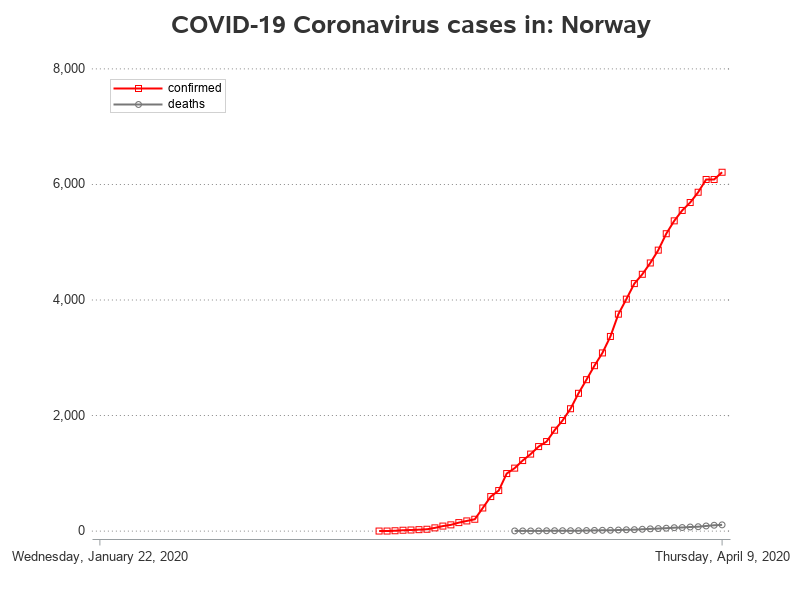 COVID-19 Coronavirus cases in: Norway
8,000
confirmed
deaths
6,000
4,000
2,000
0
Wednesday, January 22, 2020 Thursday, April 9, 2020